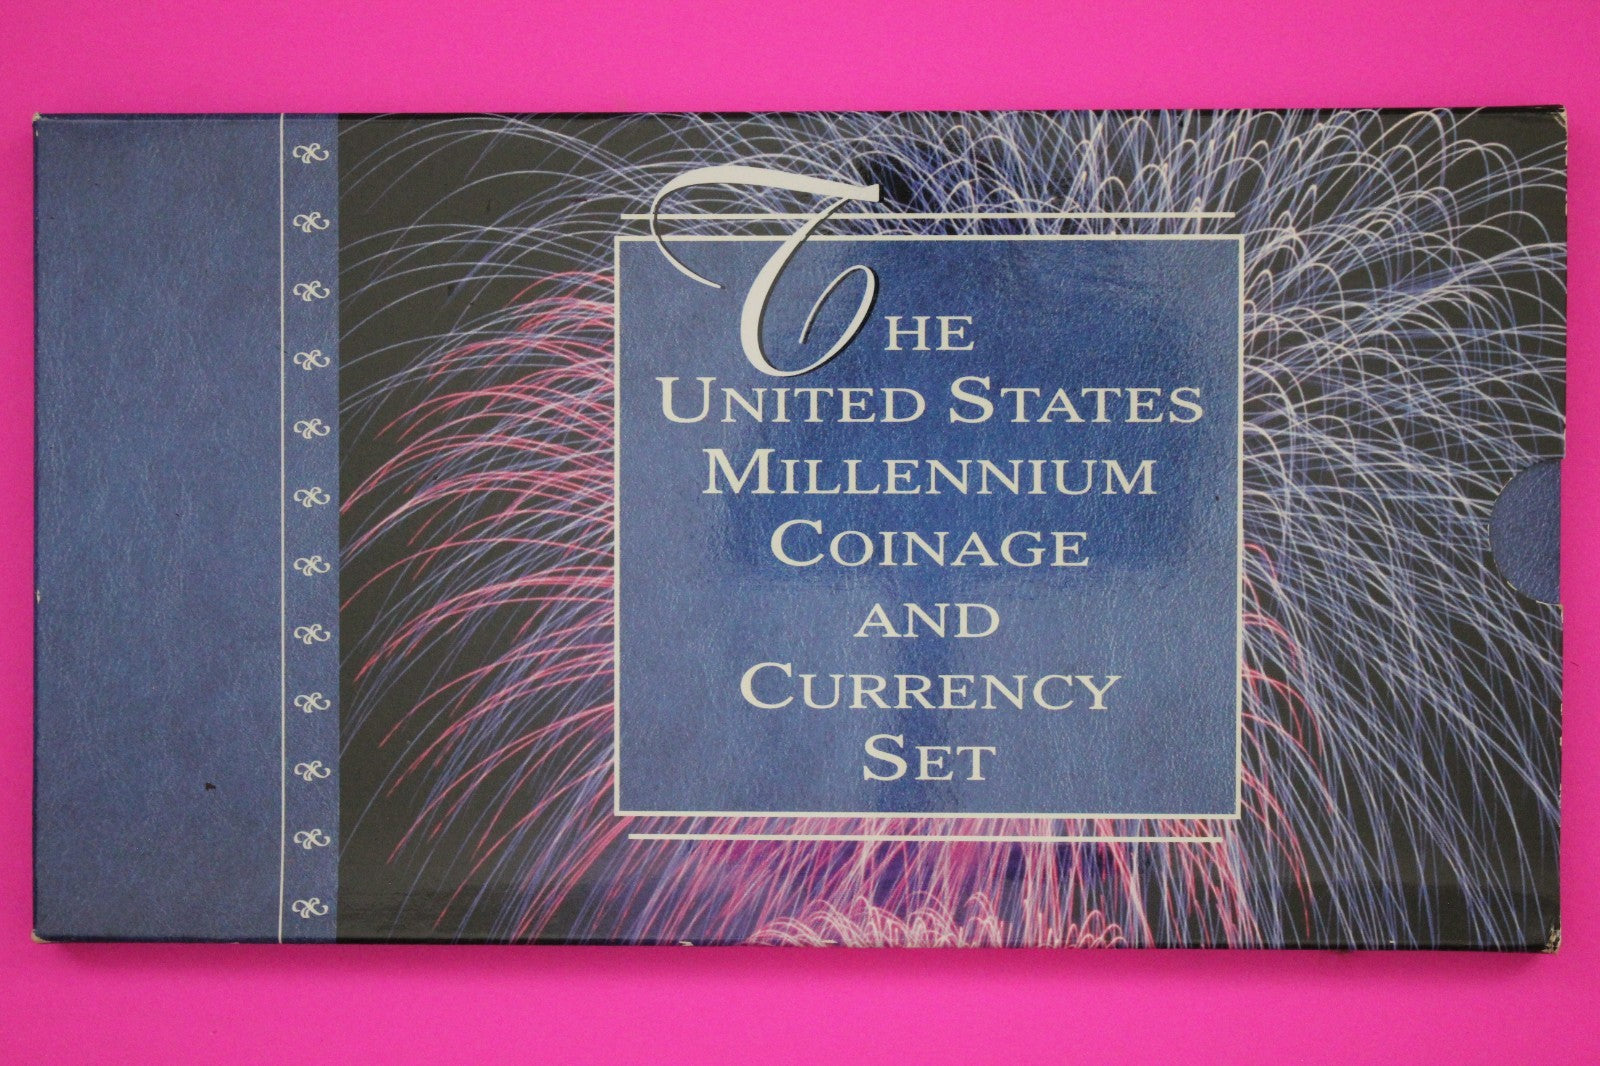 THE
UNITED STATES
MILLENNIUM
COINAGE
AND
CURRENCY
SET